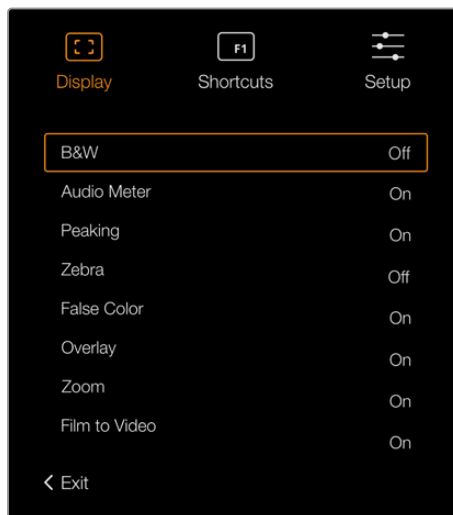 F1
Display Shortcuts Setup
B&W Off
Audio Meter On
Peaking On
Zebra Off
False Color On
Overlay On
Zoom On
Film to Video On
Exit